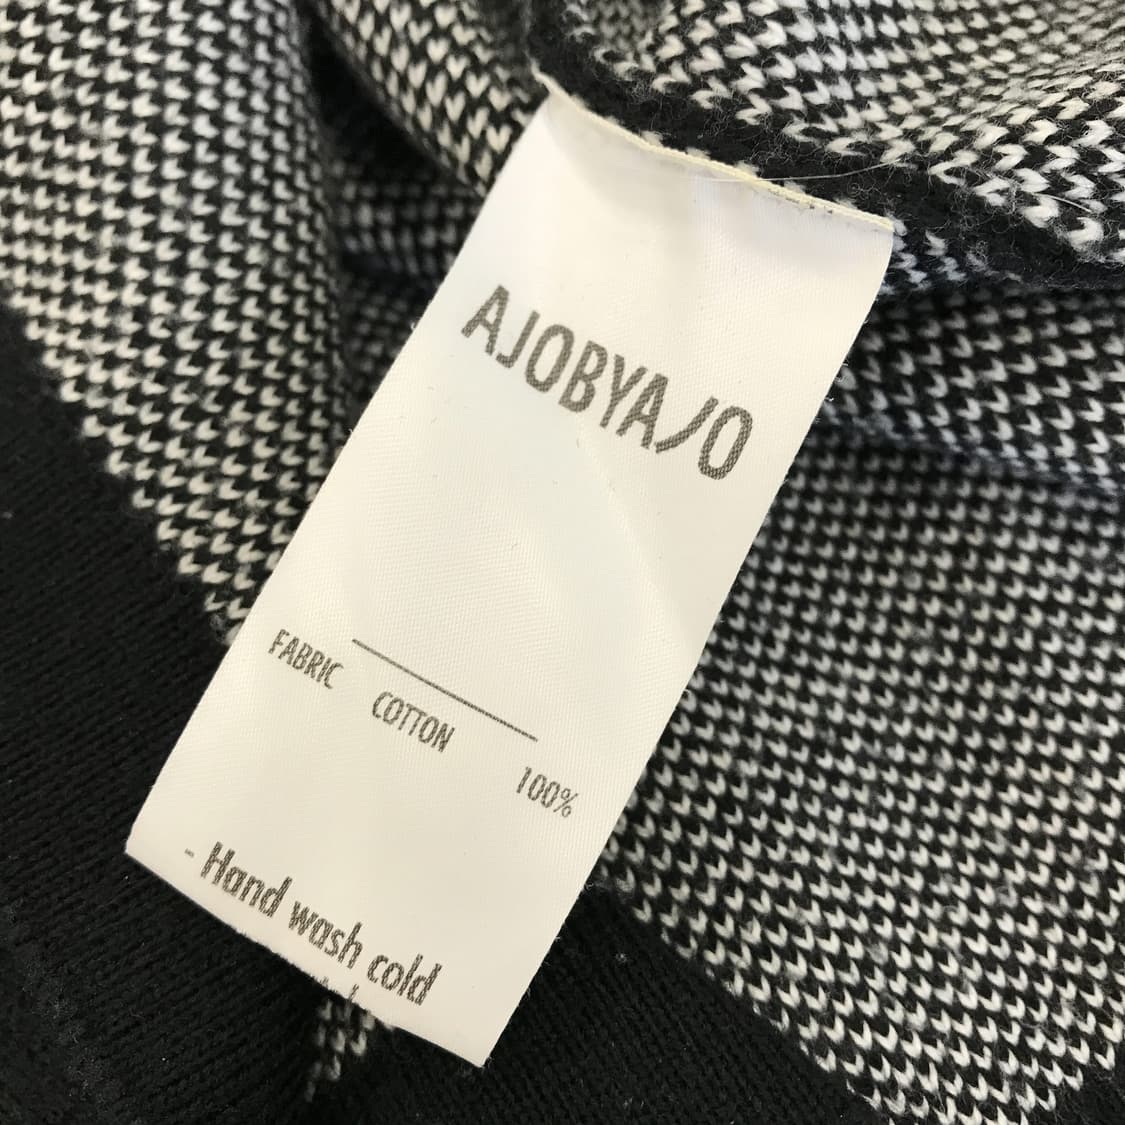 AJOBYAJO
FABRIC
COTTON
100%
- Hand wash cold